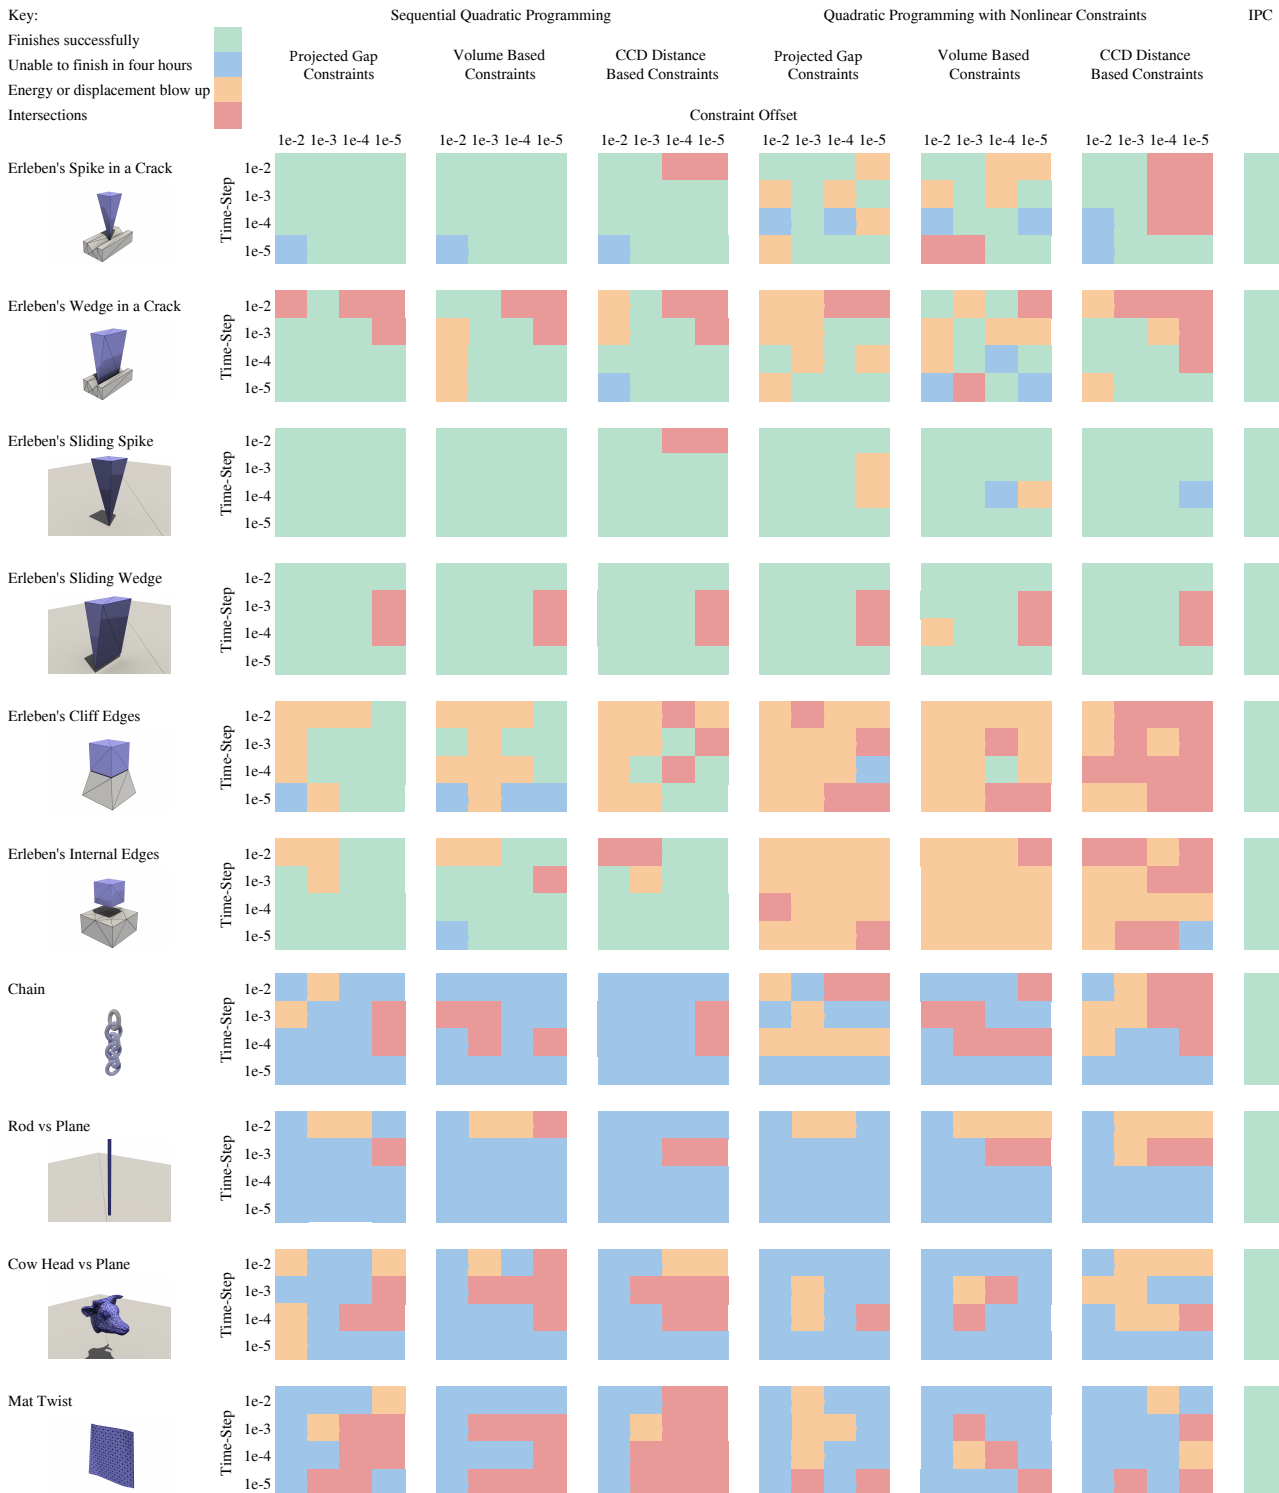 Key:
Sequential Quadratic Programming
Quadratic Programming with Nonlinear Constraints
IPC
Finishes successfully
Unable to finish in four hours
Energy or displacement blow up
Intersections
Projected Gap
Constraints
Volume Based
Constraints
CCD Distance
Based Constraints
Projected Gap
Constraints
Volume Based
Constraints
CCD Distance
Based Constraints
Constraint Offset
1e-2 1e-3 1e-4 1e-5
1e-2 1e-3 1e-4 1e-5
1e-2 1e-3 1e-4 1e-5
1e-2 1e-3 1e-4 1e-5
1e-2 1e-3 1e-4 1e-5
1e-2 1e-3 1e-4 1e-5
Erleben's Spike in a Crack
Time-Step
1e-2
1e-3
1e-4
1e-5
Erleben's Wedge in a Crack
Time-Step
1e-2
1e-3
1e-4
1e-5
Erleben's Sliding Spike
Time-Step
1e-2
1e-3
1e-4
1e-5
Erleben's Sliding Wedge
Time-Step
1e-2
1e-3
1e-4
1e-5
Erleben's Cliff Edges
Time-Step
1e-2
1e-3
1e-4
1e-5
Erleben's Internal Edges
Time-Step
1e-2
1e-3
1e-4
1e-5
Chain
Time-Step
1e-2
1e-3
1e-4
1e-5
Rod vs Plane
Time-Step
1e-2
1e-3
1e-4
1e-5
Cow Head vs Plane
Time-Step
1e-2
1e-3
1e-4
1e-5
Mat Twist
Time-Step
1e-2
1e-3
1e-4
1e-5